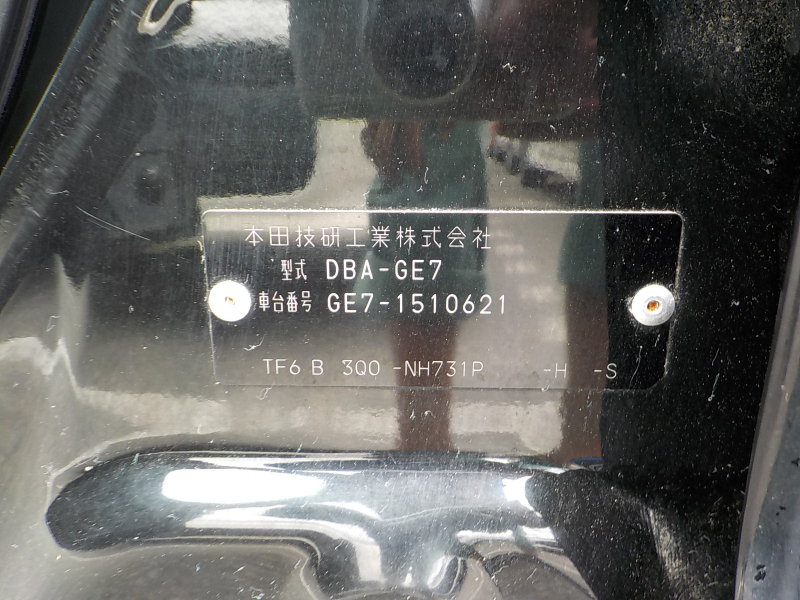 本田技研工業株式会社
型式 DBA-GE7
車台番号 GE7-1510621
TF6 B 3Q0 -NH731P -H -S